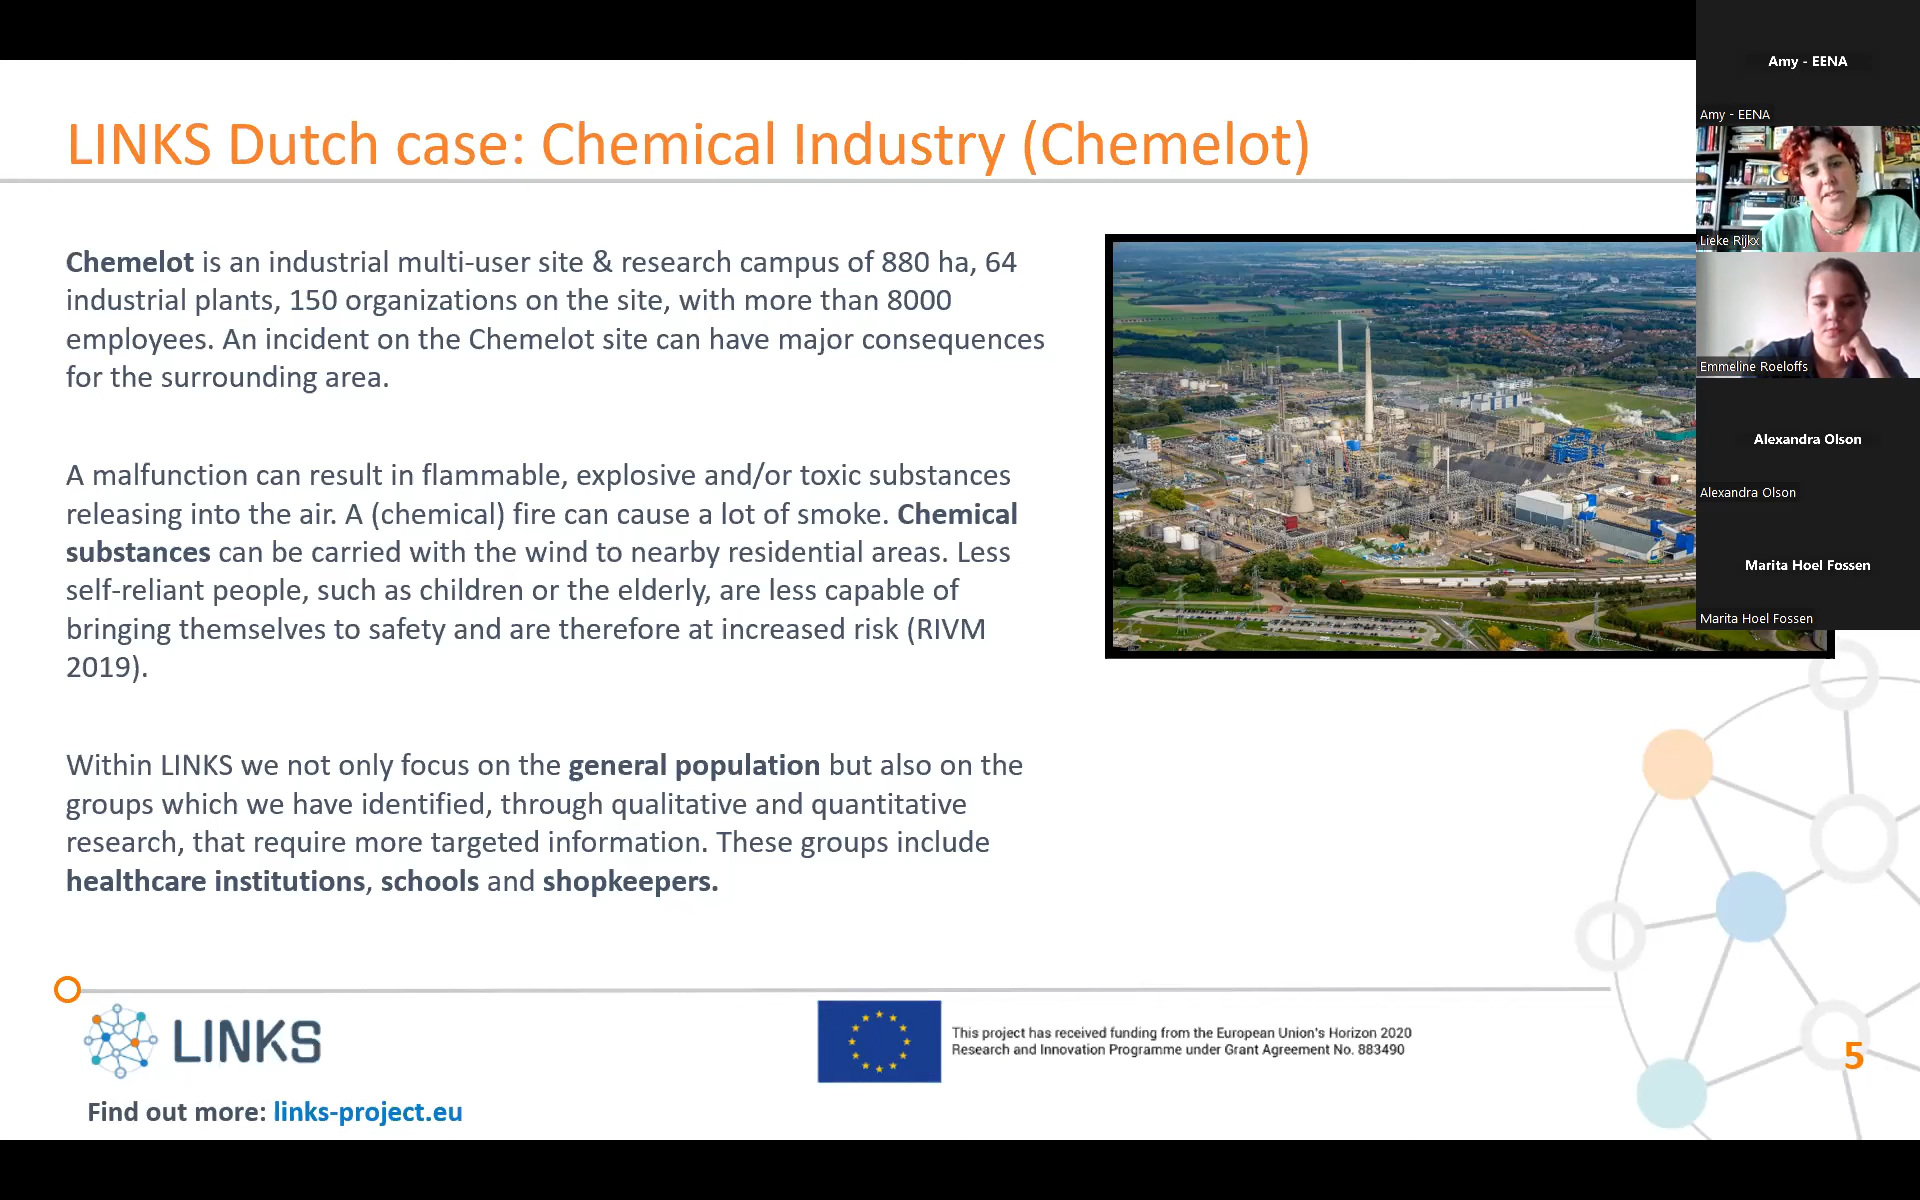 LINKS Dutch case: Chemical Industry (Chemelot)
Chemelot is an industrial multi-user site & research campus of 880 ha, 64
industrial plants, 150 organizations on the site, with more than 8000
employees. An incident on the Chemelot site can have major consequences
for the surrounding area.
A malfunction can result in flammable, explosive and/or toxic substances
releasing into the air. A (chemical) fire can cause a lot of smoke. Chemical
substances can be carried with the wind to nearby residential areas. Less
self-reliant people, such as children or the elderly, are less capable of
bringing themselves to safety and are therefore at increased risk (RIVM
2019).
Within LINKS we not only focus on the general population but also on the
groups which we have identified, through qualitative and quantitative
research, that require more targeted information. These groups include
healthcare institutions, schools and shopkeepers.
LINKS
Find out more: links-project.eu
This project has received funding from the European Union's Horizon 2020
Research and Innovation Programme under Grant Agreement No. 883490
5
Amy - EENA
Amy - EENA
Lieke Rijkx
Emmeline Roeloffs
Alexandra Olson
Alexandra Olson
Marita Hoel Fossen
Marita Hoel Fossen